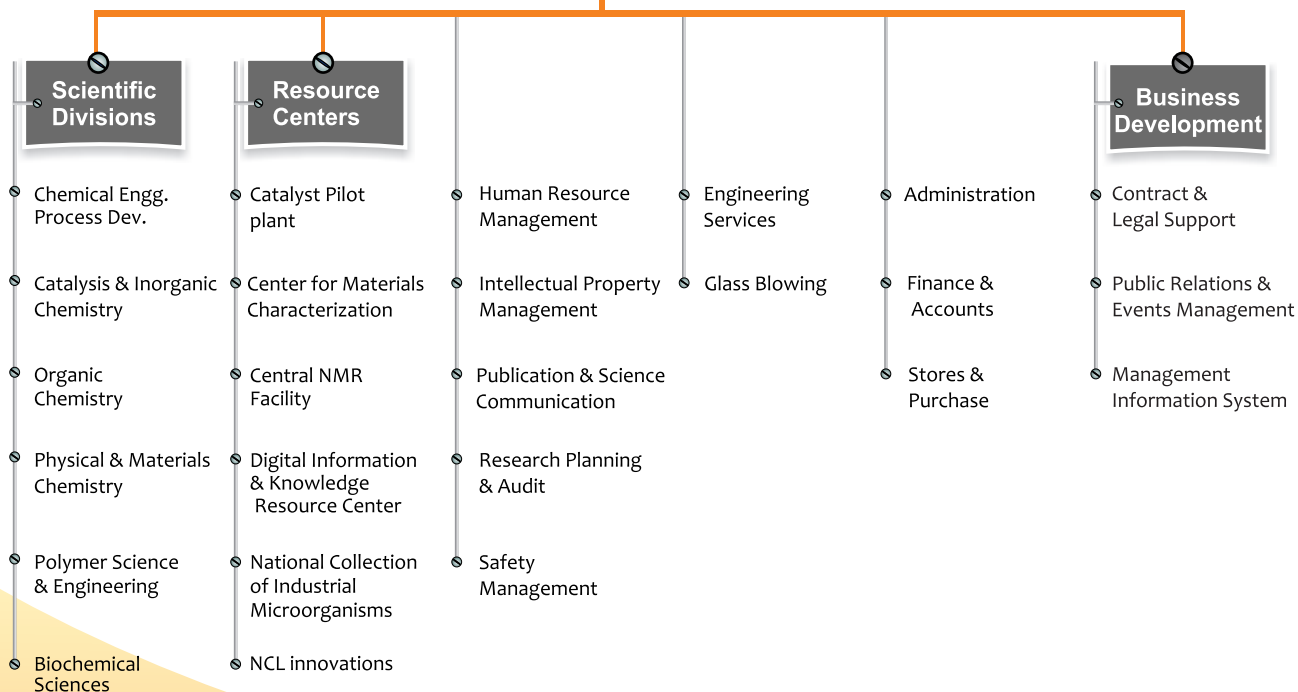 Scientific
Divisions
Chemical Engg.
Process Dev.
Catalysis & Inorganic
Chemistry
Organic
Chemistry
Physical & Materials
Chemistry
Polymer Science
& Engineering
Biochemical
Sciences
Resource
Centers
Catalyst Pilot
plant
Center for Materials
Characterization
Central NMR
Facility
Digital Information
& Knowledge
Resource Center
National Collection
of Industrial
Microorganisms
NCL innovations
Human Resource
Management
Intellectual Property
Management
Publication & Science
Communication
Research Planning
& Audit
Safety
Management
Engineering
Services
Glass Blowing
Administration
Finance &
Accounts
Stores &
Purchase
Business
Development
Contract &
Legal Support
Public Relations &
Events Management
Management
Information System